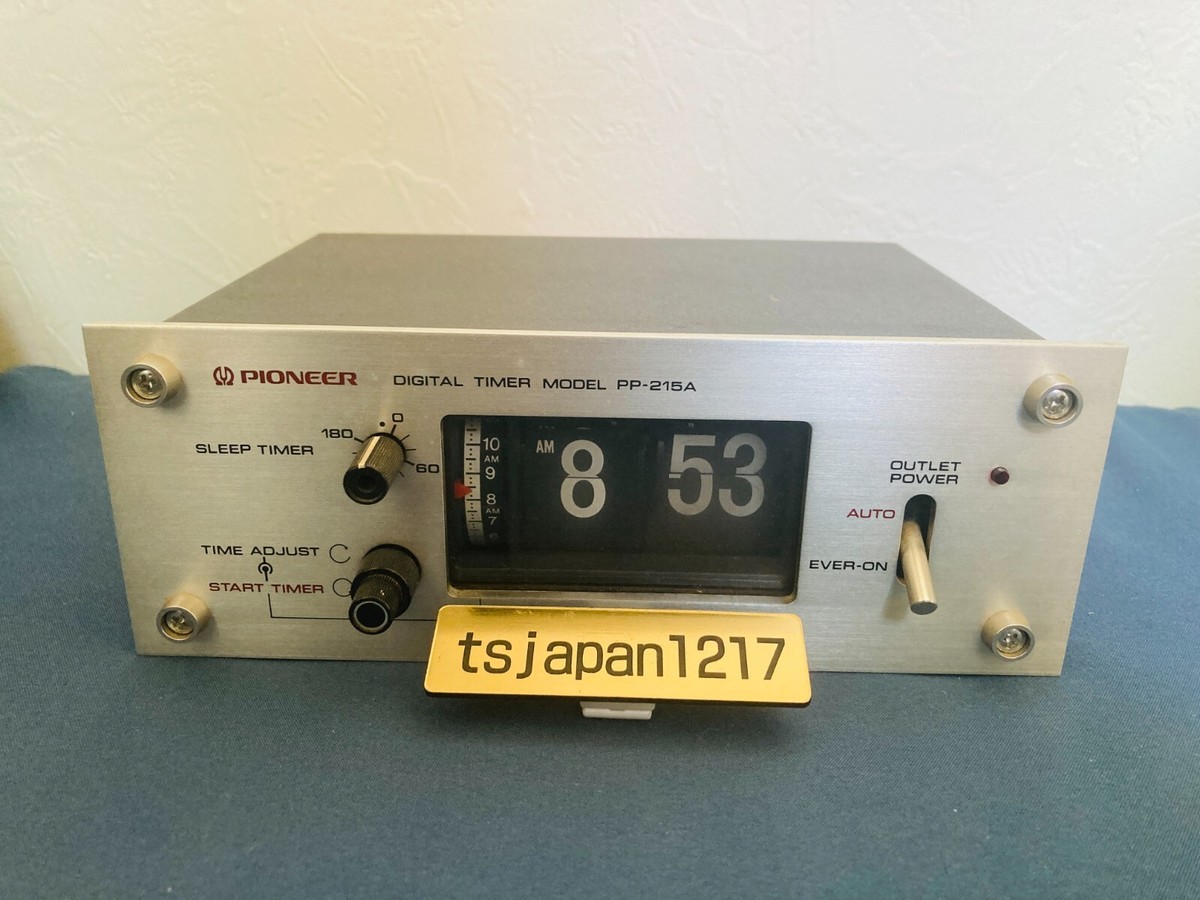 PIONEER DIGITAL TIMER MODEL PP-215A
SLEEP TIMER
180
0
60
10
AM
9
8
AM
7
AM 8 53
OUTLET
POWER
AUTO
EVER-ON
TIME ADJUST
START TIMER
tsjapan1217